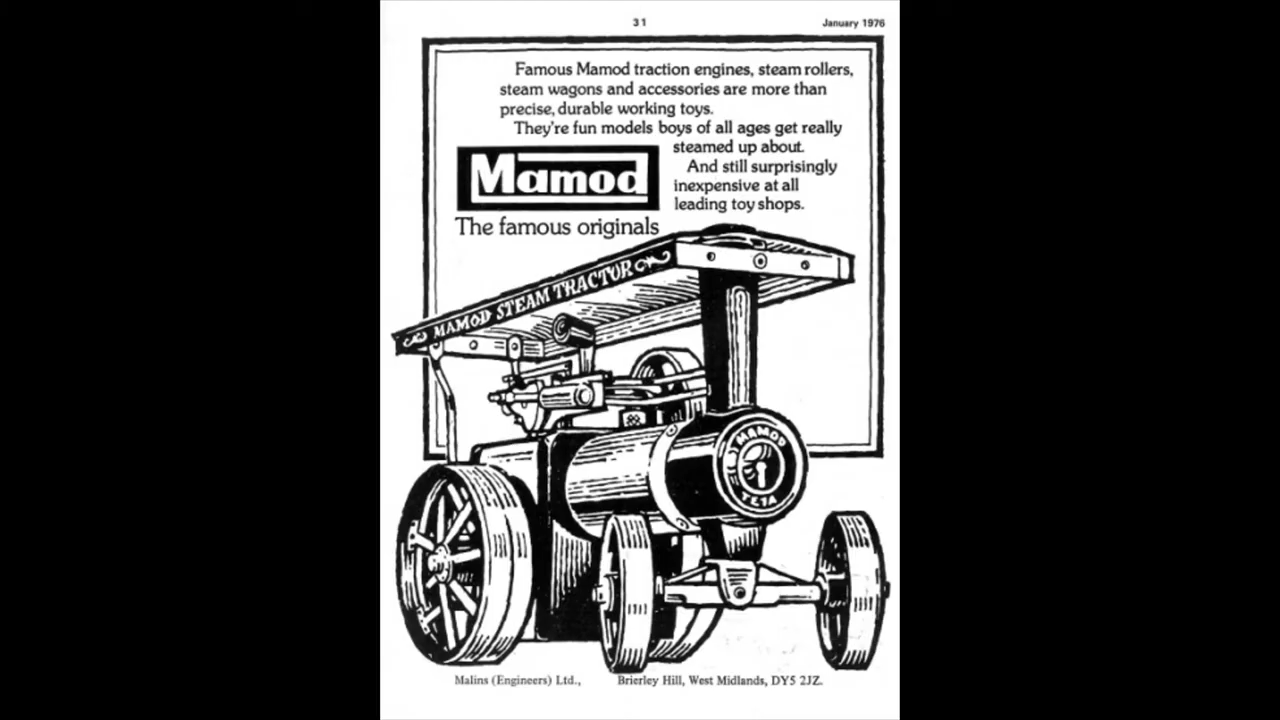 31
January 1976
Famous Mamod traction engines, steam rollers,
steam wagons and accessories are more than
precise, durable working toys.
They're fun models boys of all ages get really
steamed up about.
And still surprisingly
inexpensive at all
leading toy shops.
Mamod
The famous originals
MAMOD STEAM TRACTOR
MAMOD
TE1A
Malins (Engineers) Ltd., Brierley Hill, West Midlands, DY5 2JZ.